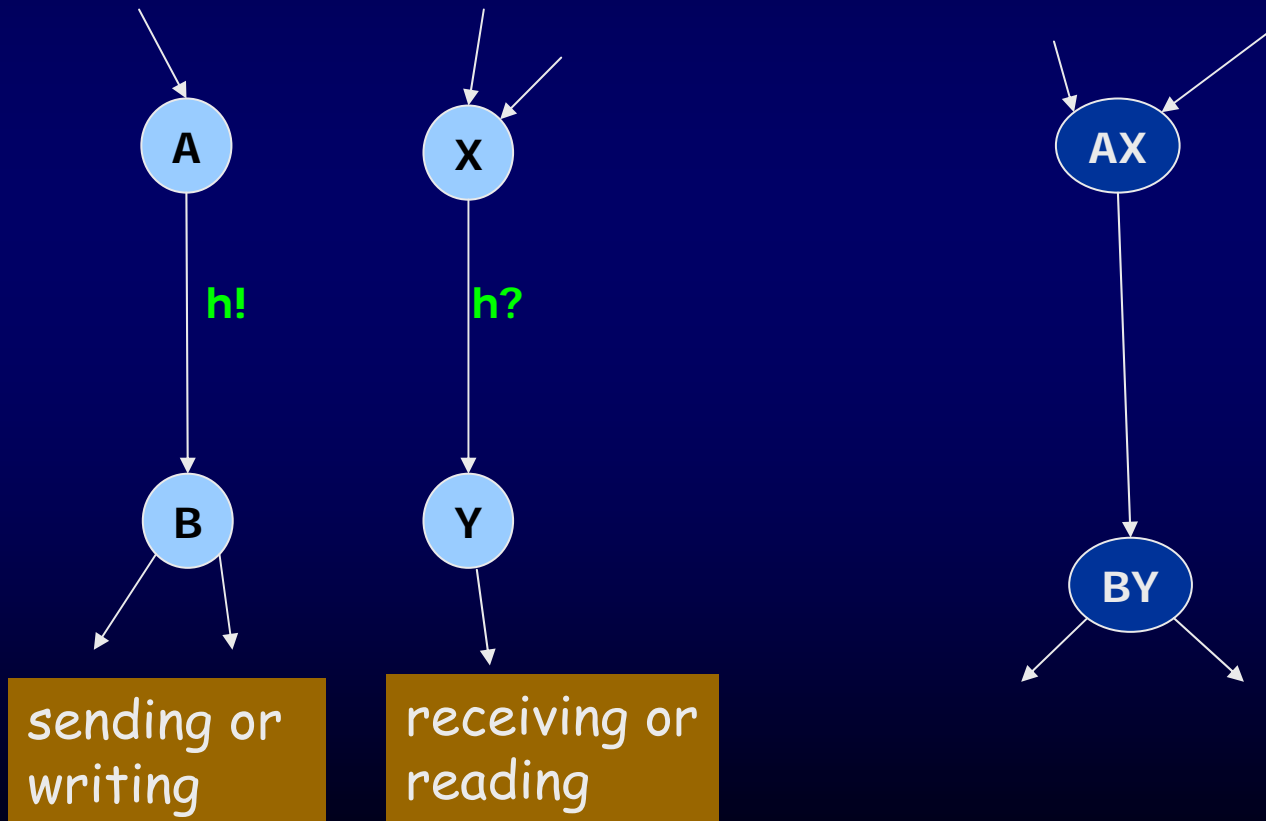 A
X
AX
h!
h?
B
Y
BY
sending or
writing
receiving or
reading